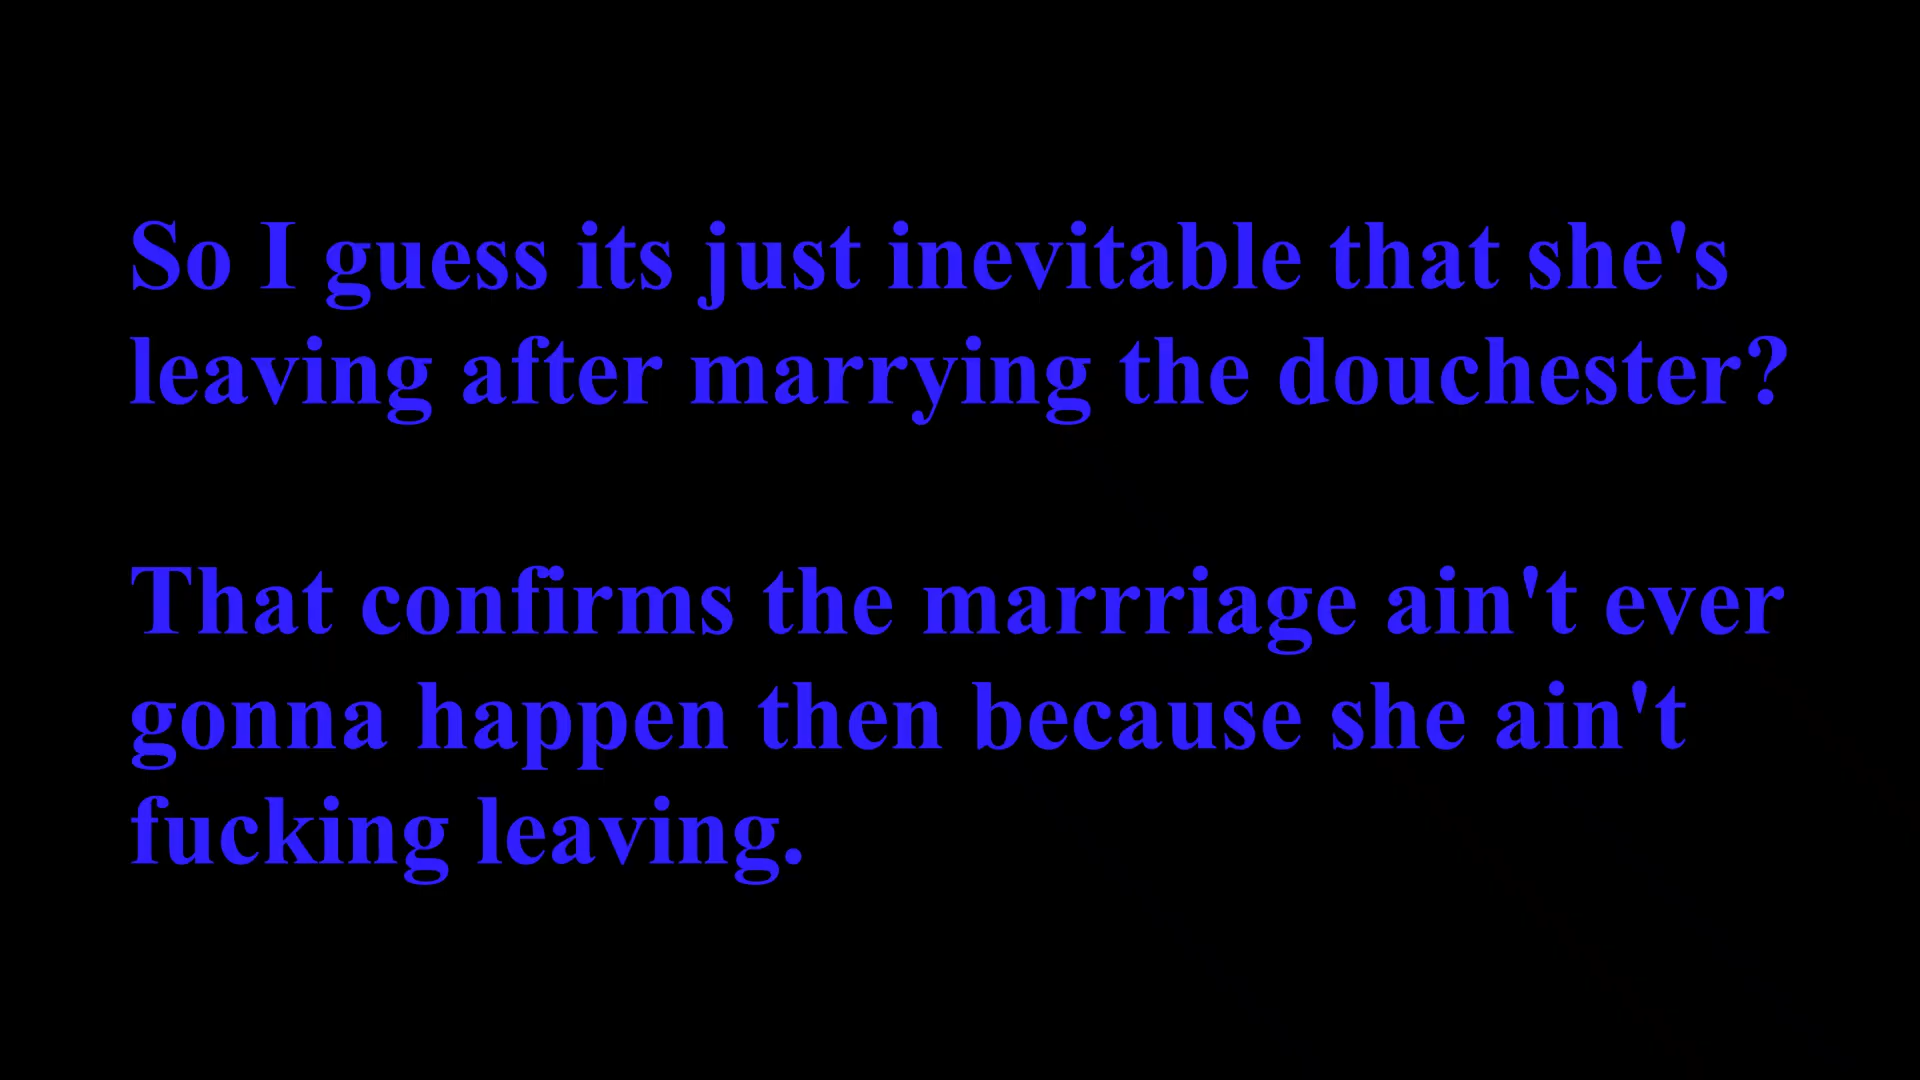 So I guess its just inevitable that she's
leaving after marrying the douchester?
That confirms the marrriage ain't ever
gonna happen then because she ain't
fucking leaving.